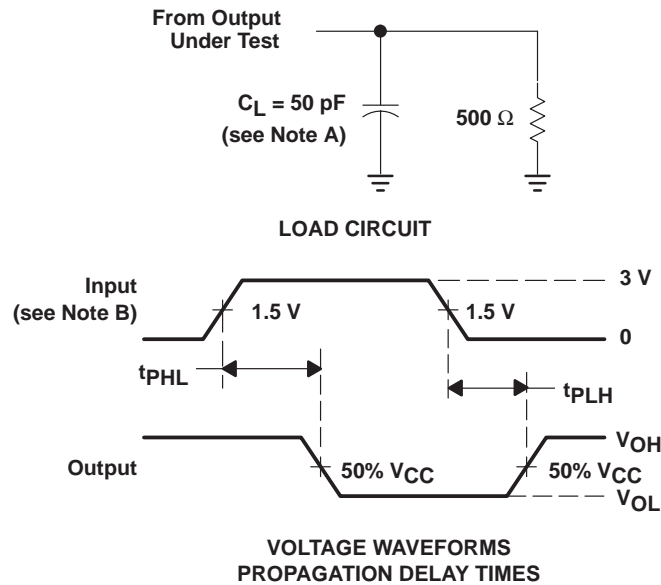 From Output
Under Test
CL = 50 pF
(see Note A)
500 Ω
LOAD CIRCUIT
Input
(see Note B)
1.5 V
1.5 V
3 V
0
tPHL
tPLH
Output
50% VCC
50% VCC
VOH
VOL
VOLTAGE WAVEFORMS
PROPAGATION DELAY TIMES